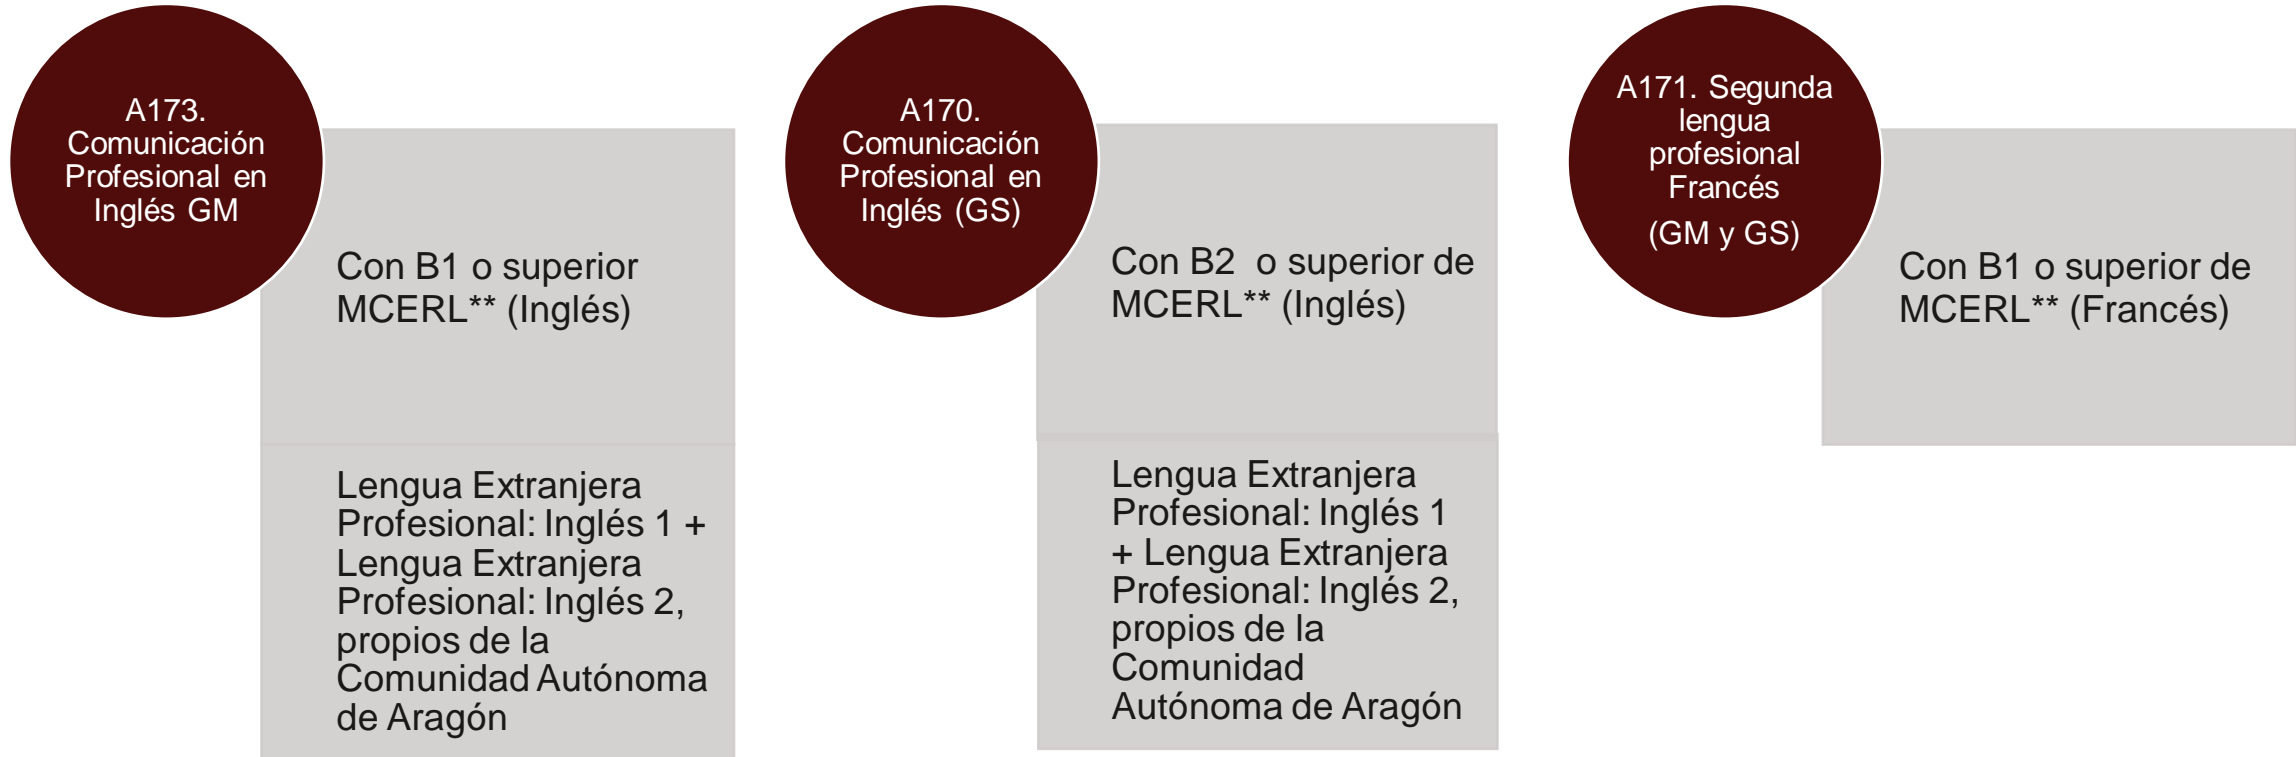 A173.
Comunicación
Profesional en
Inglés GM
Con B1 o superior
MCERL** (Inglés)
Lengua Extranjera
Profesional: Inglés 1 +
Lengua Extranjera
Profesional: Inglés 2,
propios de la
Comunidad Autónoma
de Aragón
A170.
Comunicación
Profesional en
Inglés (GS)
Con B2 o superior de
MCERL** (Inglés)
Lengua Extranjera
Profesional: Inglés 1
+ Lengua Extranjera
Profesional: Inglés 2,
propios de la
Comunidad
Autónoma de Aragón
A171. Segunda
lengua
profesional
Francés
(GM y GS)
Con B1 o superior de
MCERL** (Francés)